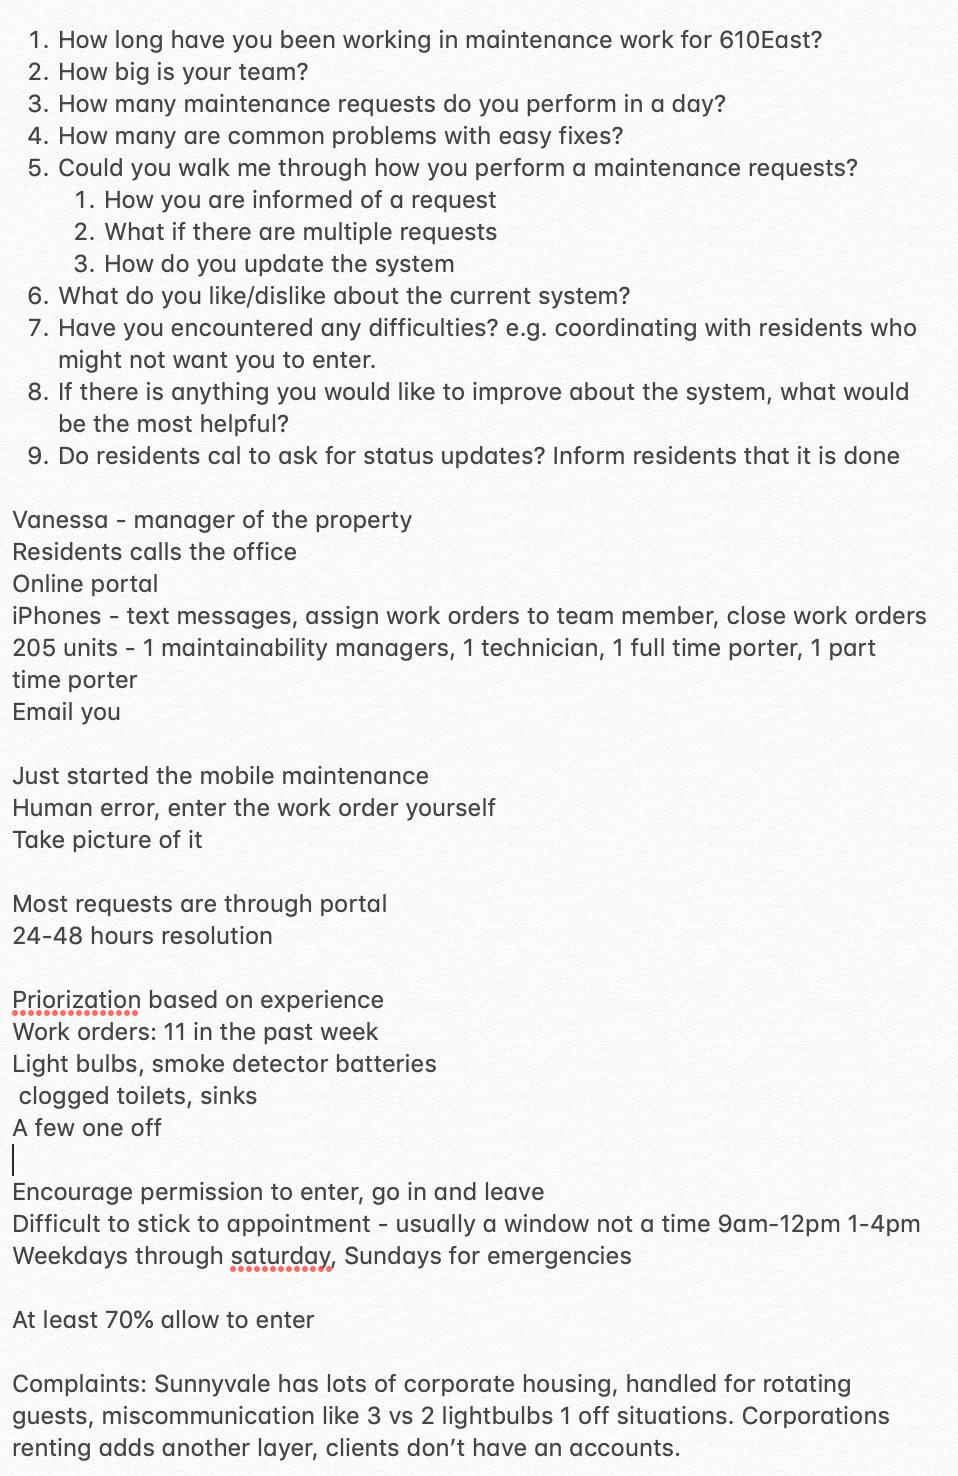 1. How long have you been working in maintenance work for 610East?
2. How big is your team?
3. How many maintenance requests do you perform in a day?
4. How many are common problems with easy fixes?
5. Could you walk me through how you perform a maintenance requests?
1. How you are informed of a request
2. What if there are multiple requests
3. How do you update the system
6. What do you like/dislike about the current system?
7. Have you encountered any difficulties? e.g. coordinating with residents who
might not want you to enter.
8. If there is anything you would like to improve about the system, what would
be the most helpful?
9. Do residents cal to ask for status updates? Inform residents that it is done
Vanessa - manager of the property
Residents calls the office
Online portal
iPhones - text messages, assign work orders to team member, close work orders
205 units - 1 maintainability managers, 1 technician, 1 full time porter, 1 part
time porter
Email you
Just started the mobile maintenance
Human error, enter the work order yourself
Take picture of it
Most requests are through portal
24-48 hours resolution
Priorization based on experience
Work orders: 11 in the past week
Light bulbs, smoke detector batteries
clogged toilets, sinks
A few one off
Encourage permission to enter, go in and leave
Difficult to stick to appointment - usually a window not a time 9am-12pm 1-4pm
Weekdays through saturday, Sundays for emergencies
At least 70% allow to enter
Complaints: Sunnyvale has lots of corporate housing, handled for rotating
guests, miscommunication like 3 vs 2 lightbulbs 1 off situations. Corporations
renting adds another layer, clients don't have an accounts.